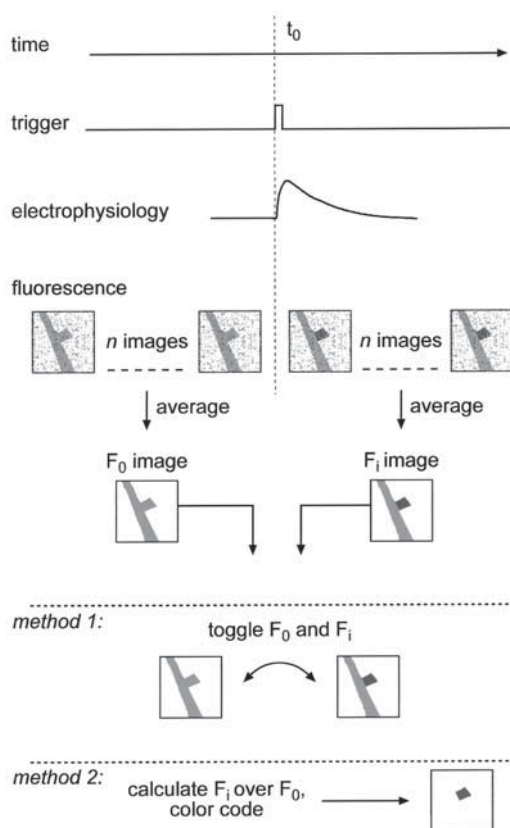 t₀
time
trigger
electrophysiology
fluorescence
n images
n images
average
average
F₀ image
Fᵢ image
method 1:
toggle F₀ and Fᵢ
method 2:
calculate Fᵢ over F₀,
color code